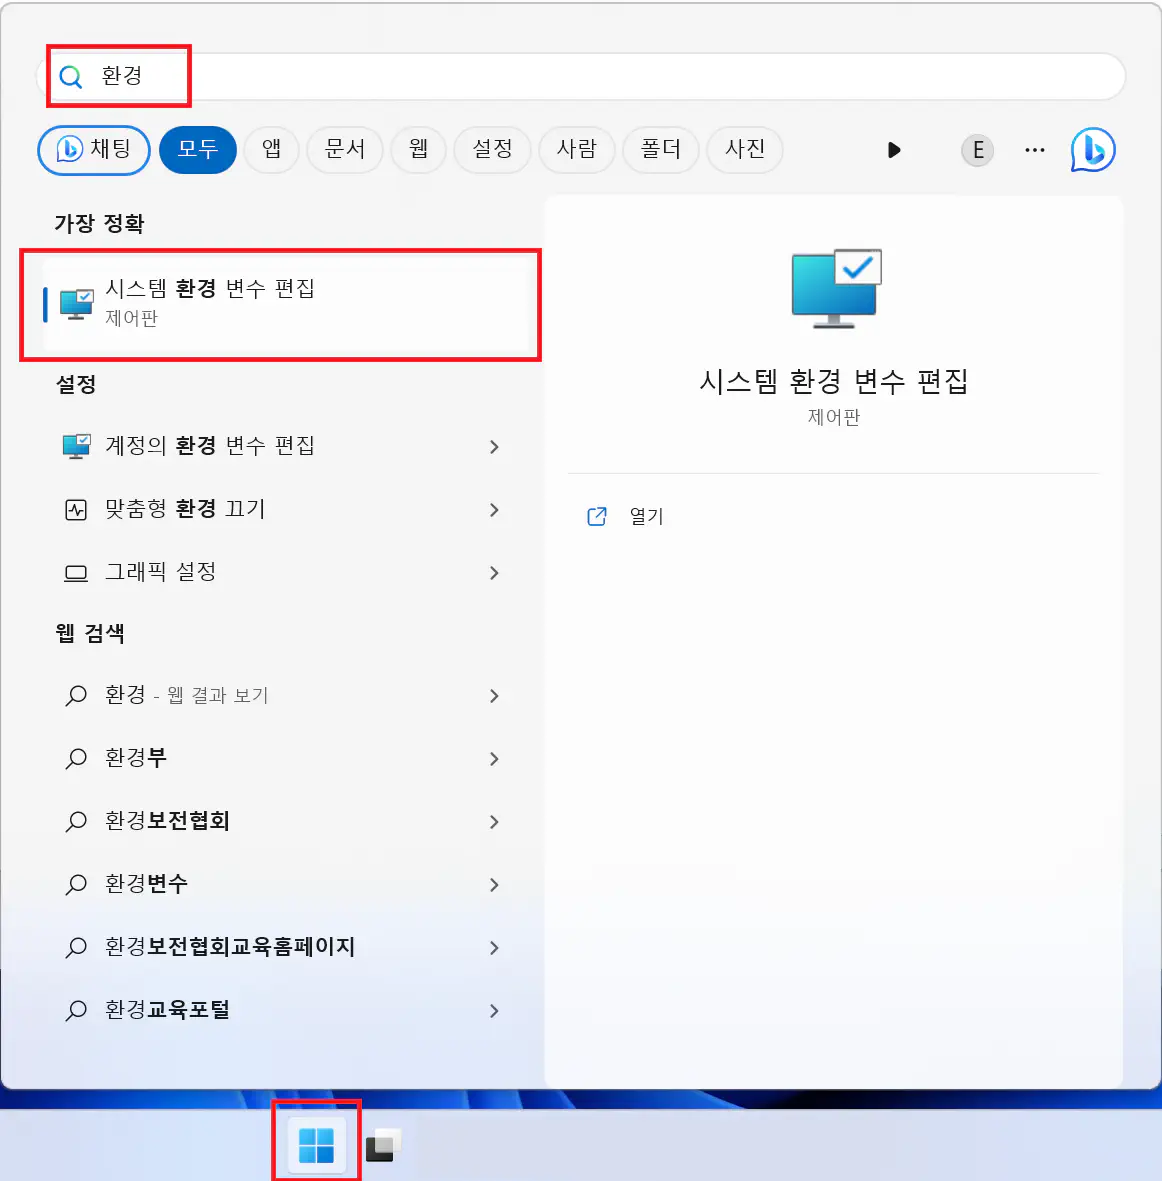 환경
채팅
모두
앱
문서
웹
설정
사람
폴더
사진
E
가장 정확
시스템 환경 변수 편집
제어판
설정
계정의 환경 변수 편집
맞춤형 환경 끄기
그래픽 설정
웹 검색
환경 - 웹 결과 보기
환경부
환경보전협회
환경변수
환경보전협회교육홈페이지
환경교육포털
시스템 환경 변수 편집
제어판
열기